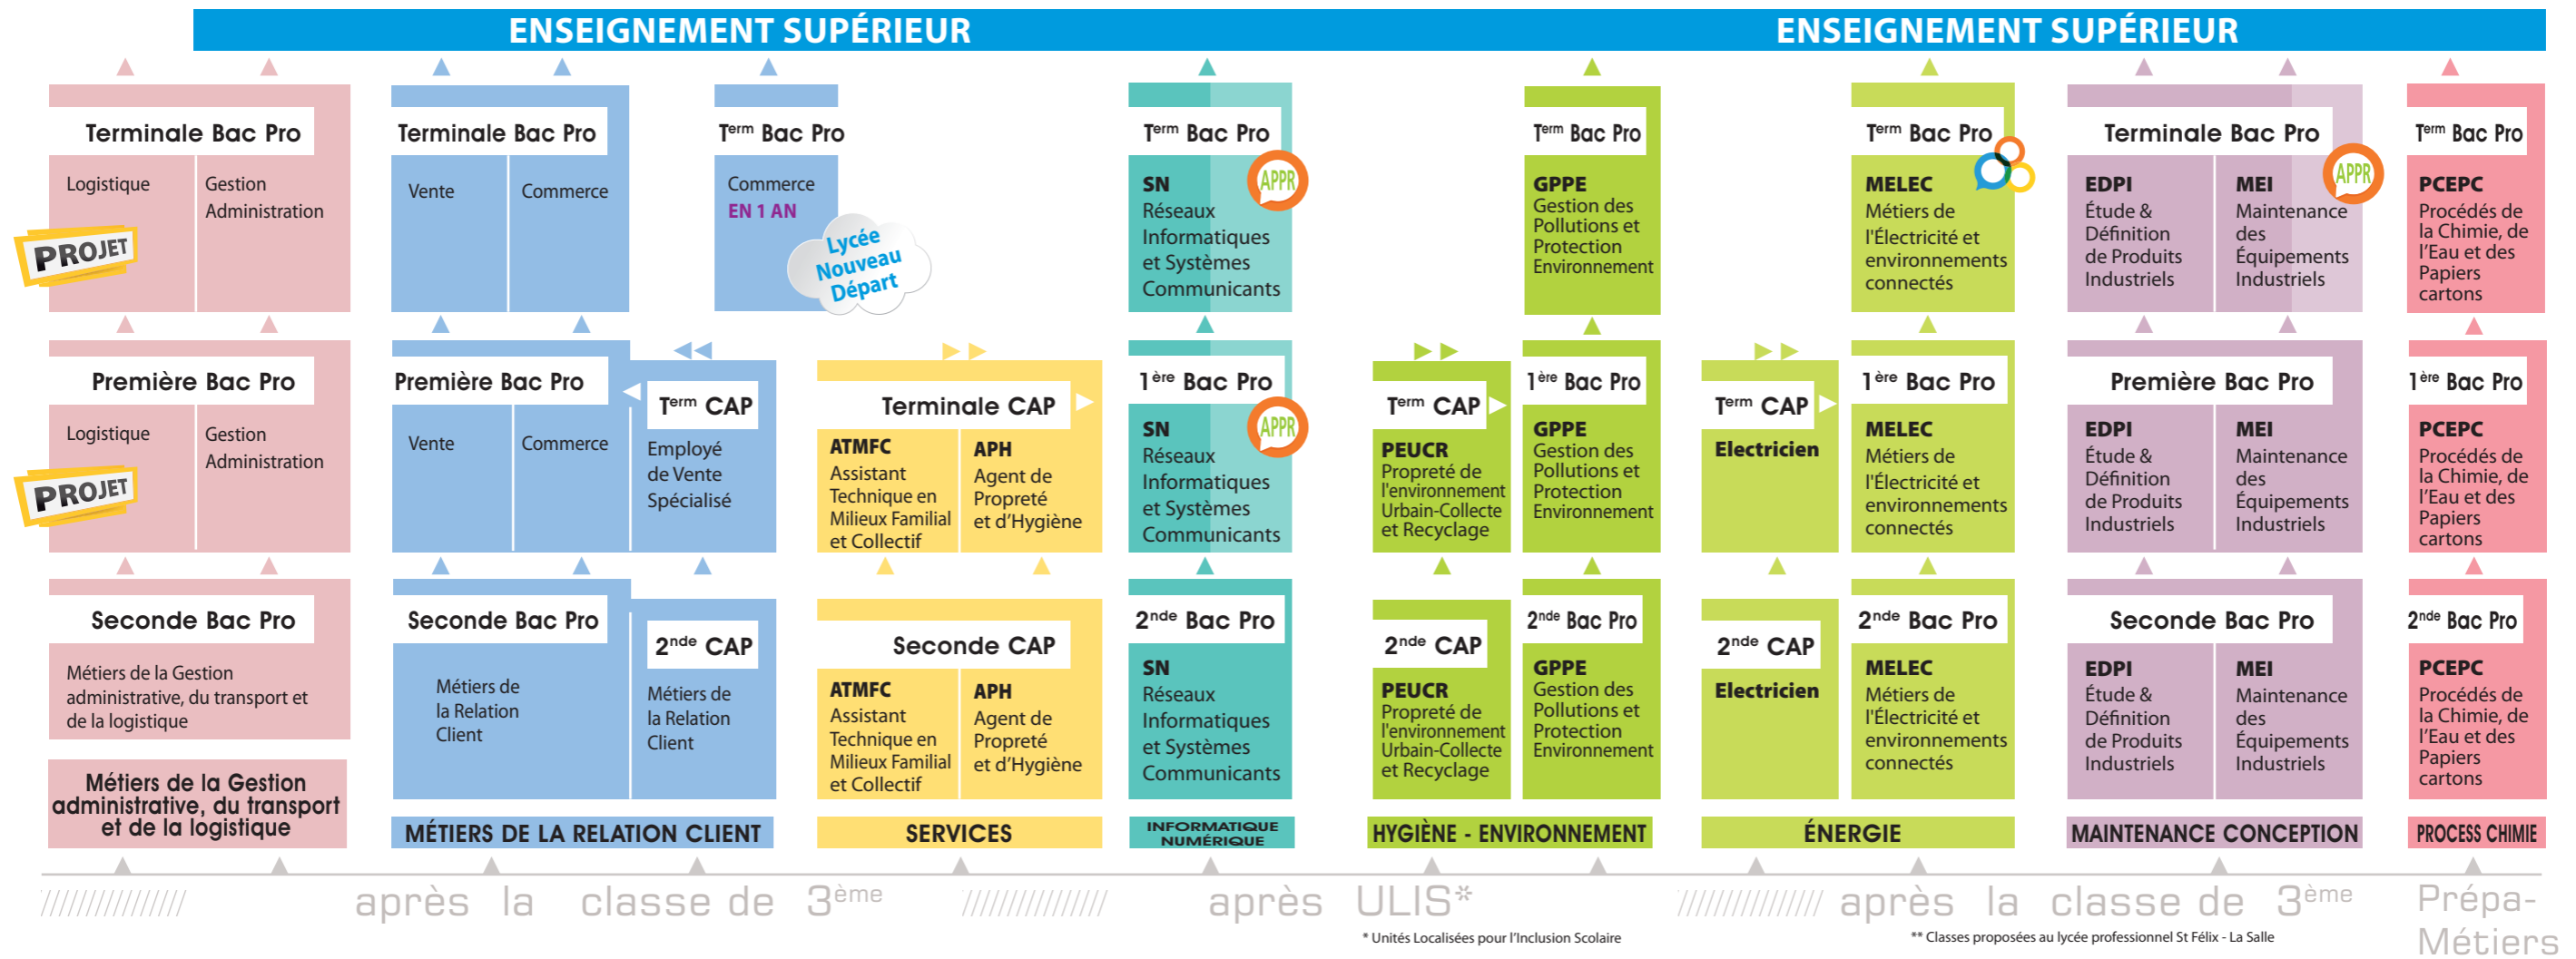 ENSEIGNEMENT SUPÉRIEUR
ENSEIGNEMENT SUPÉRIEUR
Terminale Bac Pro
Logistique
Gestion
Administration
PROJET
Terminale Bac Pro
Vente
Commerce
Term Bac Pro
Commerce
EN 1 AN
Lycée
Nouveau
Départ
Term Bac Pro
SN
Réseaux
Informatiques
et Systèmes
Communicants
APPR
Term Bac Pro
GPPE
Gestion des
Pollutions et
Protection
Environnement
Term Bac Pro
MELEC
Métiers de
l'Électricité et
environnements
connectés
Terminale Bac Pro
EDPI
Étude &
Définition
de Produits
Industriels
MEI
Maintenance
des
Équipements
Industriels
APPR
Term Bac Pro
PCEPC
Procédés de
la Chimie, de
l'Eau et des
Papiers
cartons
Première Bac Pro
Logistique
Gestion
Administration
PROJET
Première Bac Pro
Vente
Commerce
Term CAP
Employé
de Vente
Spécialisé
Terminale CAP
ATMFC
Assistant
Technique en
Milieux Familial
et Collectif
APH
Agent de
Propreté
et d'Hygiène
1ère Bac Pro
SN
Réseaux
Informatiques
et Systèmes
Communicants
APPR
Term CAP
PEUCR
Propreté de
l'environnement
Urbain-Collecte
et Recyclage
1ère Bac Pro
GPPE
Gestion des
Pollutions et
Protection
Environnement
Term CAP
Electricien
1ère Bac Pro
MELEC
Métiers de
l'Électricité et
environnements
connectés
Première Bac Pro
EDPI
Étude &
Définition
de Produits
Industriels
MEI
Maintenance
des
Équipements
Industriels
1ère Bac Pro
PCEPC
Procédés de
la Chimie, de
l'Eau et des
Papiers
cartons
Seconde Bac Pro
Métiers de la Gestion
administrative, du transport et
de la logistique
Seconde Bac Pro
Métiers de
la Relation
Client
2nde CAP
Métiers de
la Relation
Client
Seconde CAP
ATMFC
Assistant
Technique en
Milieux Familial
et Collectif
APH
Agent de
Propreté
et d'Hygiène
2nde Bac Pro
SN
Réseaux
Informatiques
et Systèmes
Communicants
2nde CAP
PEUCR
Propreté de
l'environnement
Urbain-Collecte
et Recyclage
2nde Bac Pro
GPPE
Gestion des
Pollutions et
Protection
Environnement
2nde CAP
Electricien
2nde Bac Pro
MELEC
Métiers de
l'Électricité et
environnements
connectés
Seconde Bac Pro
EDPI
Étude &
Définition
de Produits
Industriels
MEI
Maintenance
des
Équipements
Industriels
2nde Bac Pro
PCEPC
Procédés de
la Chimie, de
l'Eau et des
Papiers
cartons
Métiers de la Gestion
administrative, du transport
et de la logistique
MÉTIERS DE LA RELATION CLIENT
SERVICES
INFORMATIQUE
NUMÉRIQUE
HYGIÈNE - ENVIRONNEMENT
ÉNERGIE
MAINTENANCE CONCEPTION
PROCESS CHIMIE
après la classe de 3ème
après ULIS*
après la classe de 3ème
Prépa-
Métiers
* Unités Localisées pour l'Inclusion Scolaire
** Classes proposées au lycée professionnel St Félix - La Salle